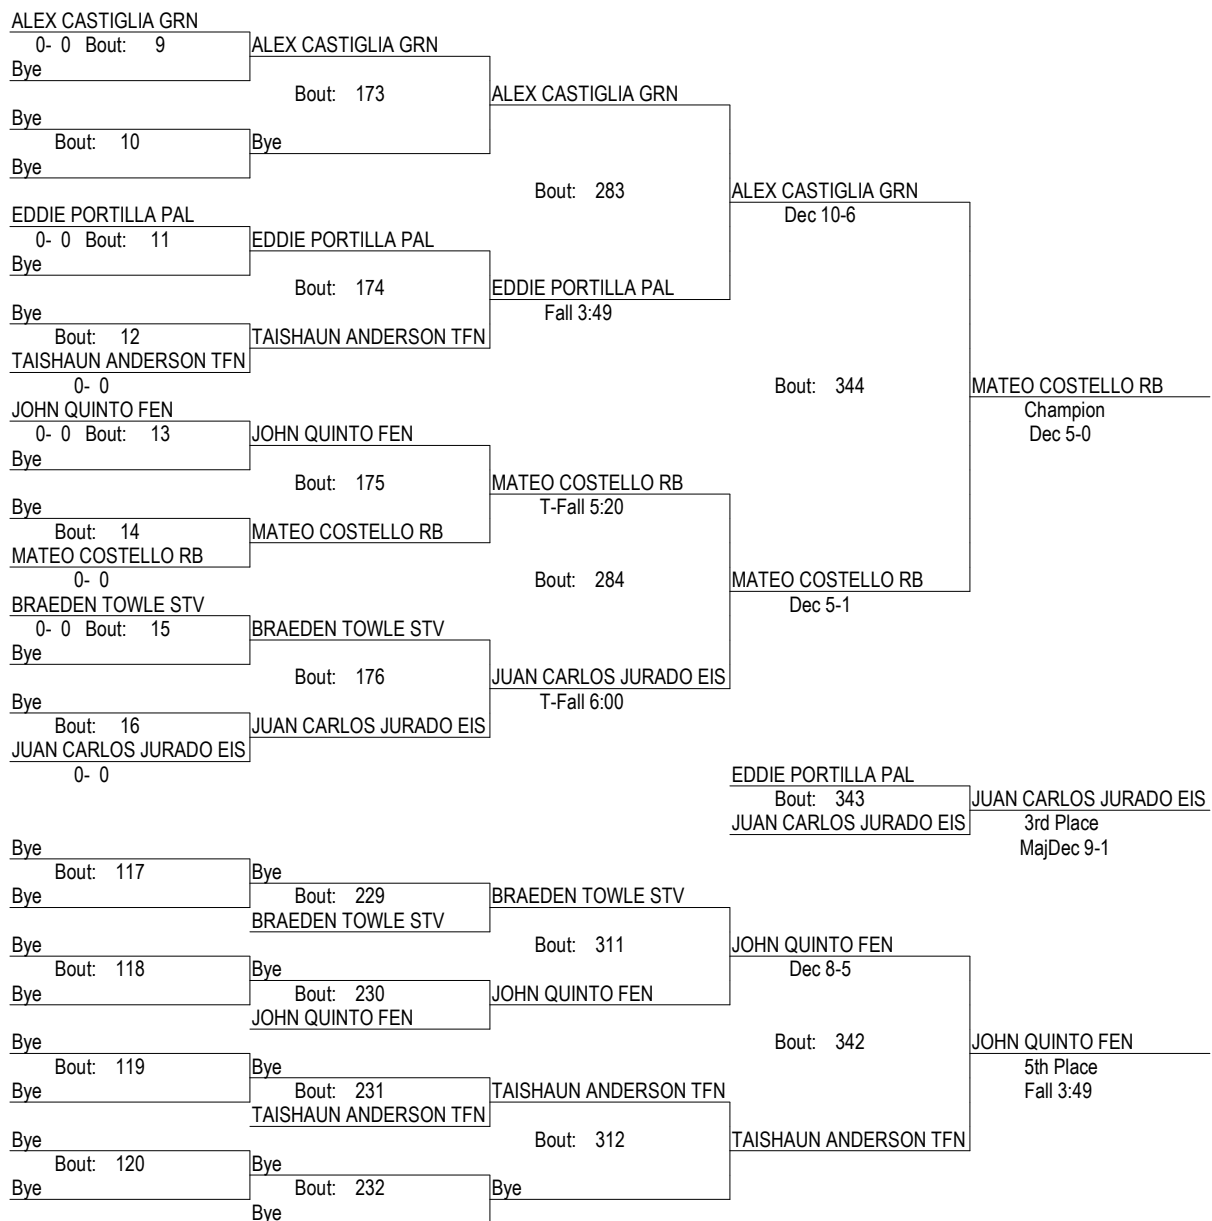 ALEX CASTIGLIA GRN
0- 0 Bout: 9 ALEX CASTIGLIA GRN
Bye
Bout: 173 ALEX CASTIGLIA GRN
Bye
Bout: 10 Bye
Bye
Bout: 283 ALEX CASTIGLIA GRN
EDDIE PORTILLA PAL Dec 10-6
0- 0 Bout: 11 EDDIE PORTILLA PAL
Bye
Bout: 174 EDDIE PORTILLA PAL
Bye Fall 3:49
Bout: 12 TAISHAUN ANDERSON TFN
TAISHAUN ANDERSON TFN
0- 0 Bout: 344 MATEO COSTELLO RB
JOHN QUINTO FEN Champion
0- 0 Bout: 13 JOHN QUINTO FEN Dec 5-0
Bye
Bout: 175 MATEO COSTELLO RB
Bye T-Fall 5:20
Bout: 14 MATEO COSTELLO RB
MATEO COSTELLO RB
0- 0 Bout: 284 MATEO COSTELLO RB
BRAEDEN TOWLE STV Dec 5-1
0- 0 Bout: 15 BRAEDEN TOWLE STV
Bye
Bout: 176 JUAN CARLOS JURADO EIS
Bye T-Fall 6:00
Bout: 16 JUAN CARLOS JURADO EIS
JUAN CARLOS JURADO EIS
0- 0 EDDIE PORTILLA PAL
Bout: 343 JUAN CARLOS JURADO EIS
JUAN CARLOS JURADO EIS 3rd Place
Bye MajDec 9-1
Bout: 117 Bye
Bye Bout: 229 BRAEDEN TOWLE STV
BRAEDEN TOWLE STV
Bye Bout: 311 JOHN QUINTO FEN
Bout: 118 Bye Dec 8-5
Bye Bout: 230 JOHN QUINTO FEN
JOHN QUINTO FEN
Bye Bout: 342 JOHN QUINTO FEN
Bout: 119 Bye 5th Place
Bye Bout: 231 TAISHAUN ANDERSON TFN Fall 3:49
TAISHAUN ANDERSON TFN
Bye Bout: 312 TAISHAUN ANDERSON TFN
Bout: 120 Bye
Bye Bout: 232 Bye
Bye